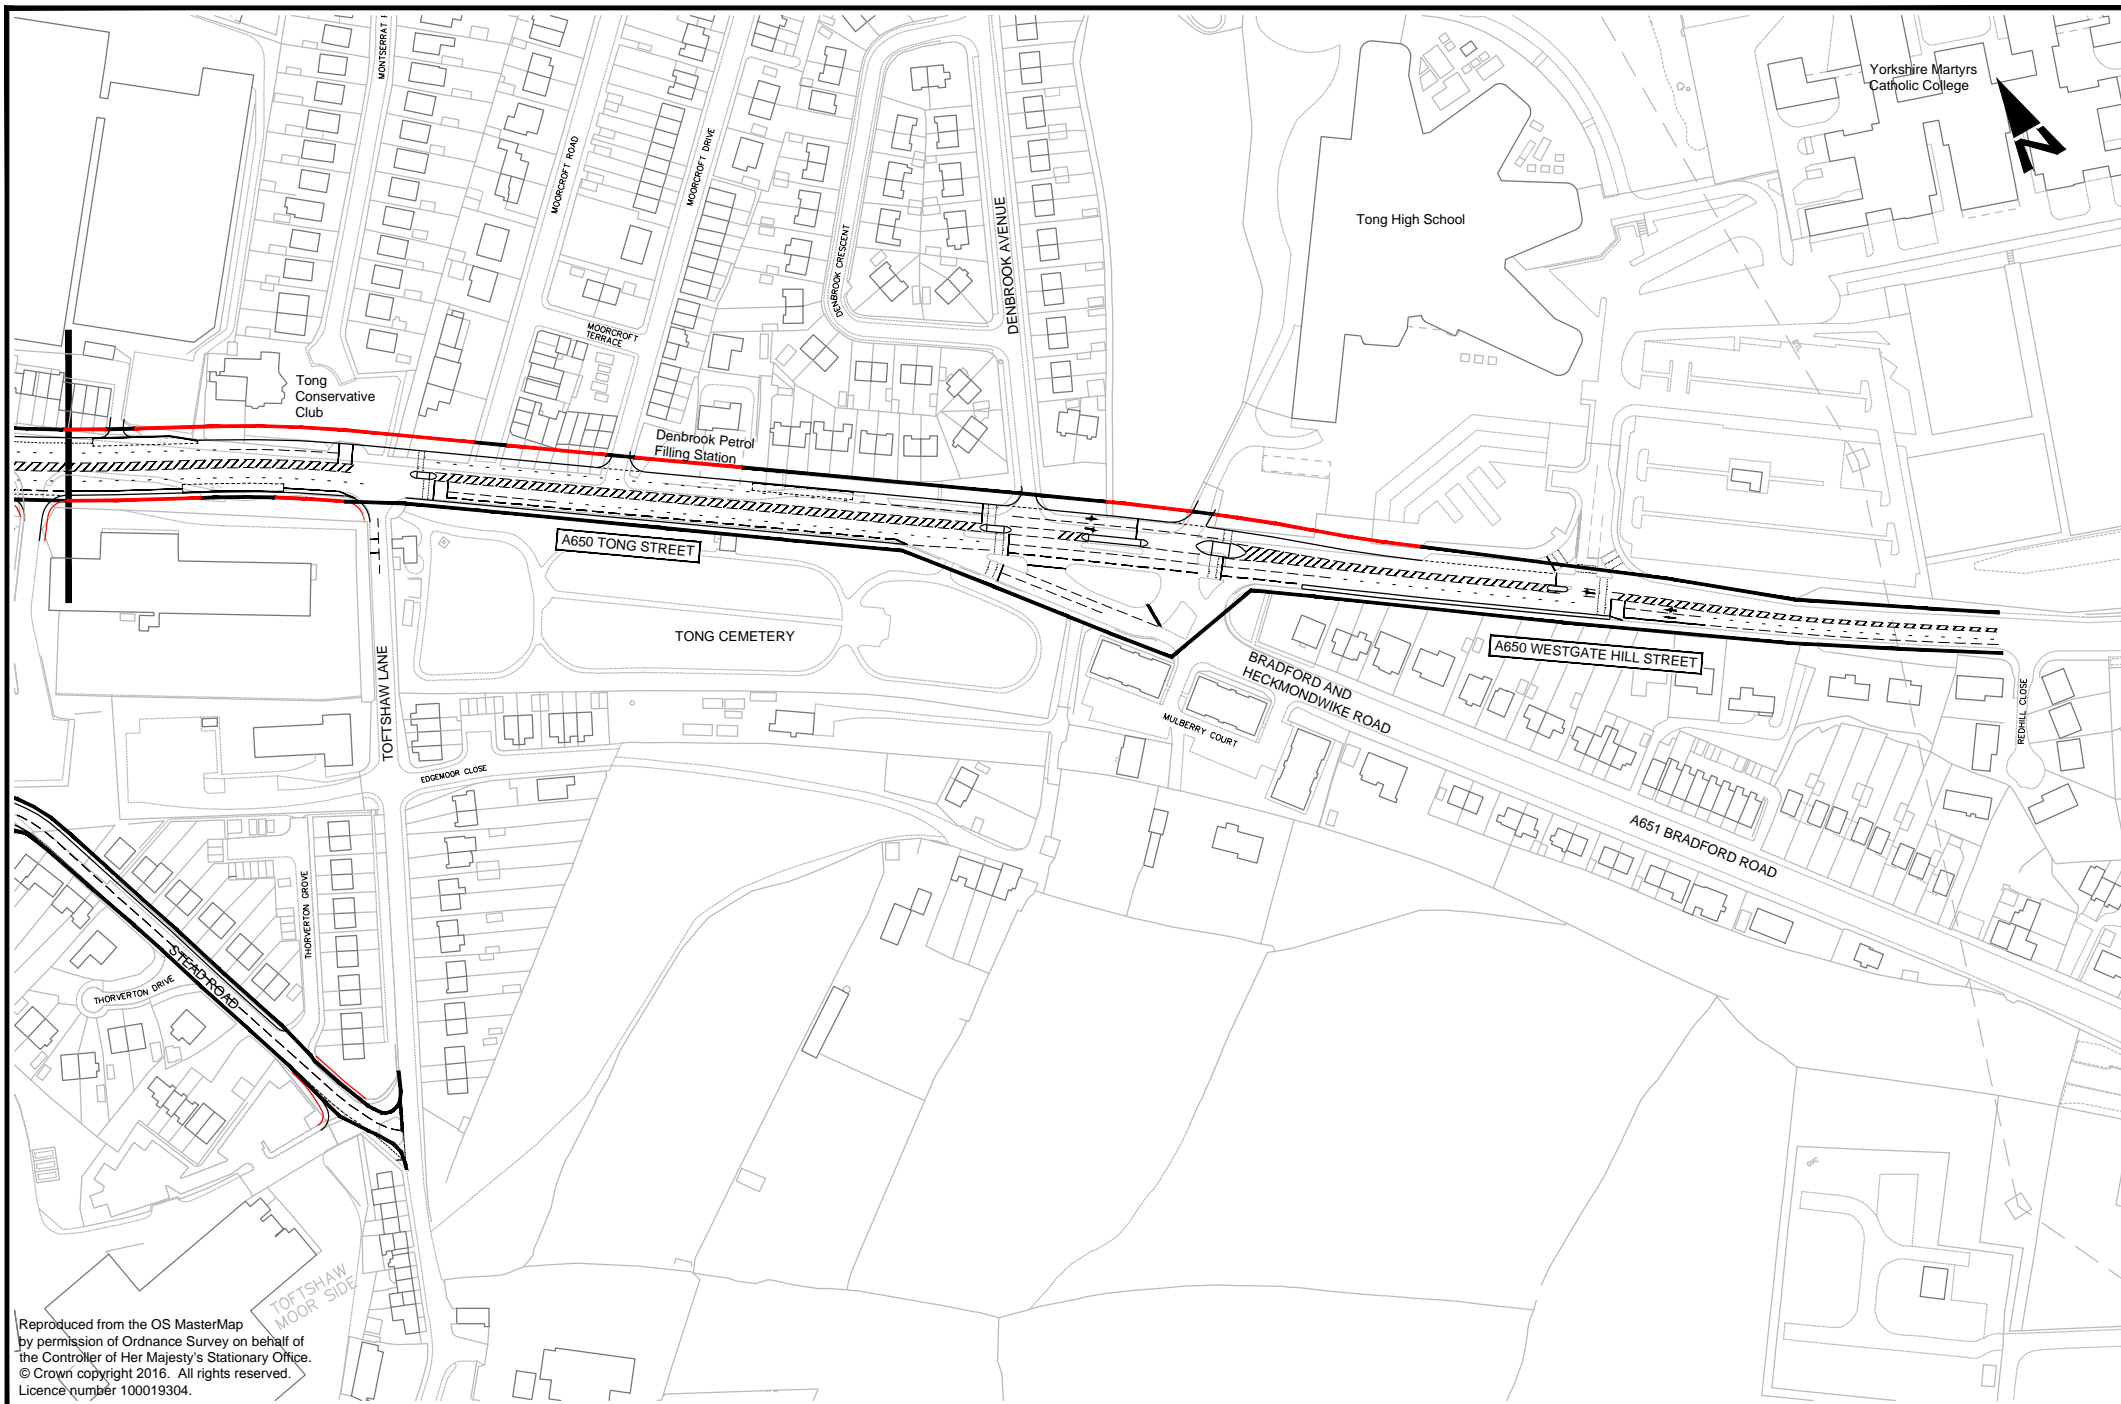 MONTSERRAT
Yorkshire Martyrs
Catholic College
N
MOORCROFT ROAD
MOORCROFT DRIVE
Tong High School
DENBROOK CRESCENT
DENBROOK AVENUE
MOORCROFT
TERRACE
Tong
Conservative
Club
Denbrook Petrol
Filling Station
A650 TONG STREET
TONG CEMETERY
A650 WESTGATE HILL STREET
TOFTSHAW LANE
BRADFORD AND
HECKMONDWIKE ROAD
MULBERRY COURT
REDHILL CLOSE
EDGEMOOR CLOSE
A651 BRADFORD ROAD
THORVERTON GROVE
STEAD ROAD
THORVERTON DRIVE
TOFTSHAW
MOOR SIDE
Reproduced from the OS MasterMap
by permission of Ordnance Survey on behalf of
the Controller of Her Majesty's Stationary Office.
© Crown copyright 2016.  All rights reserved.
Licence number 100019304.